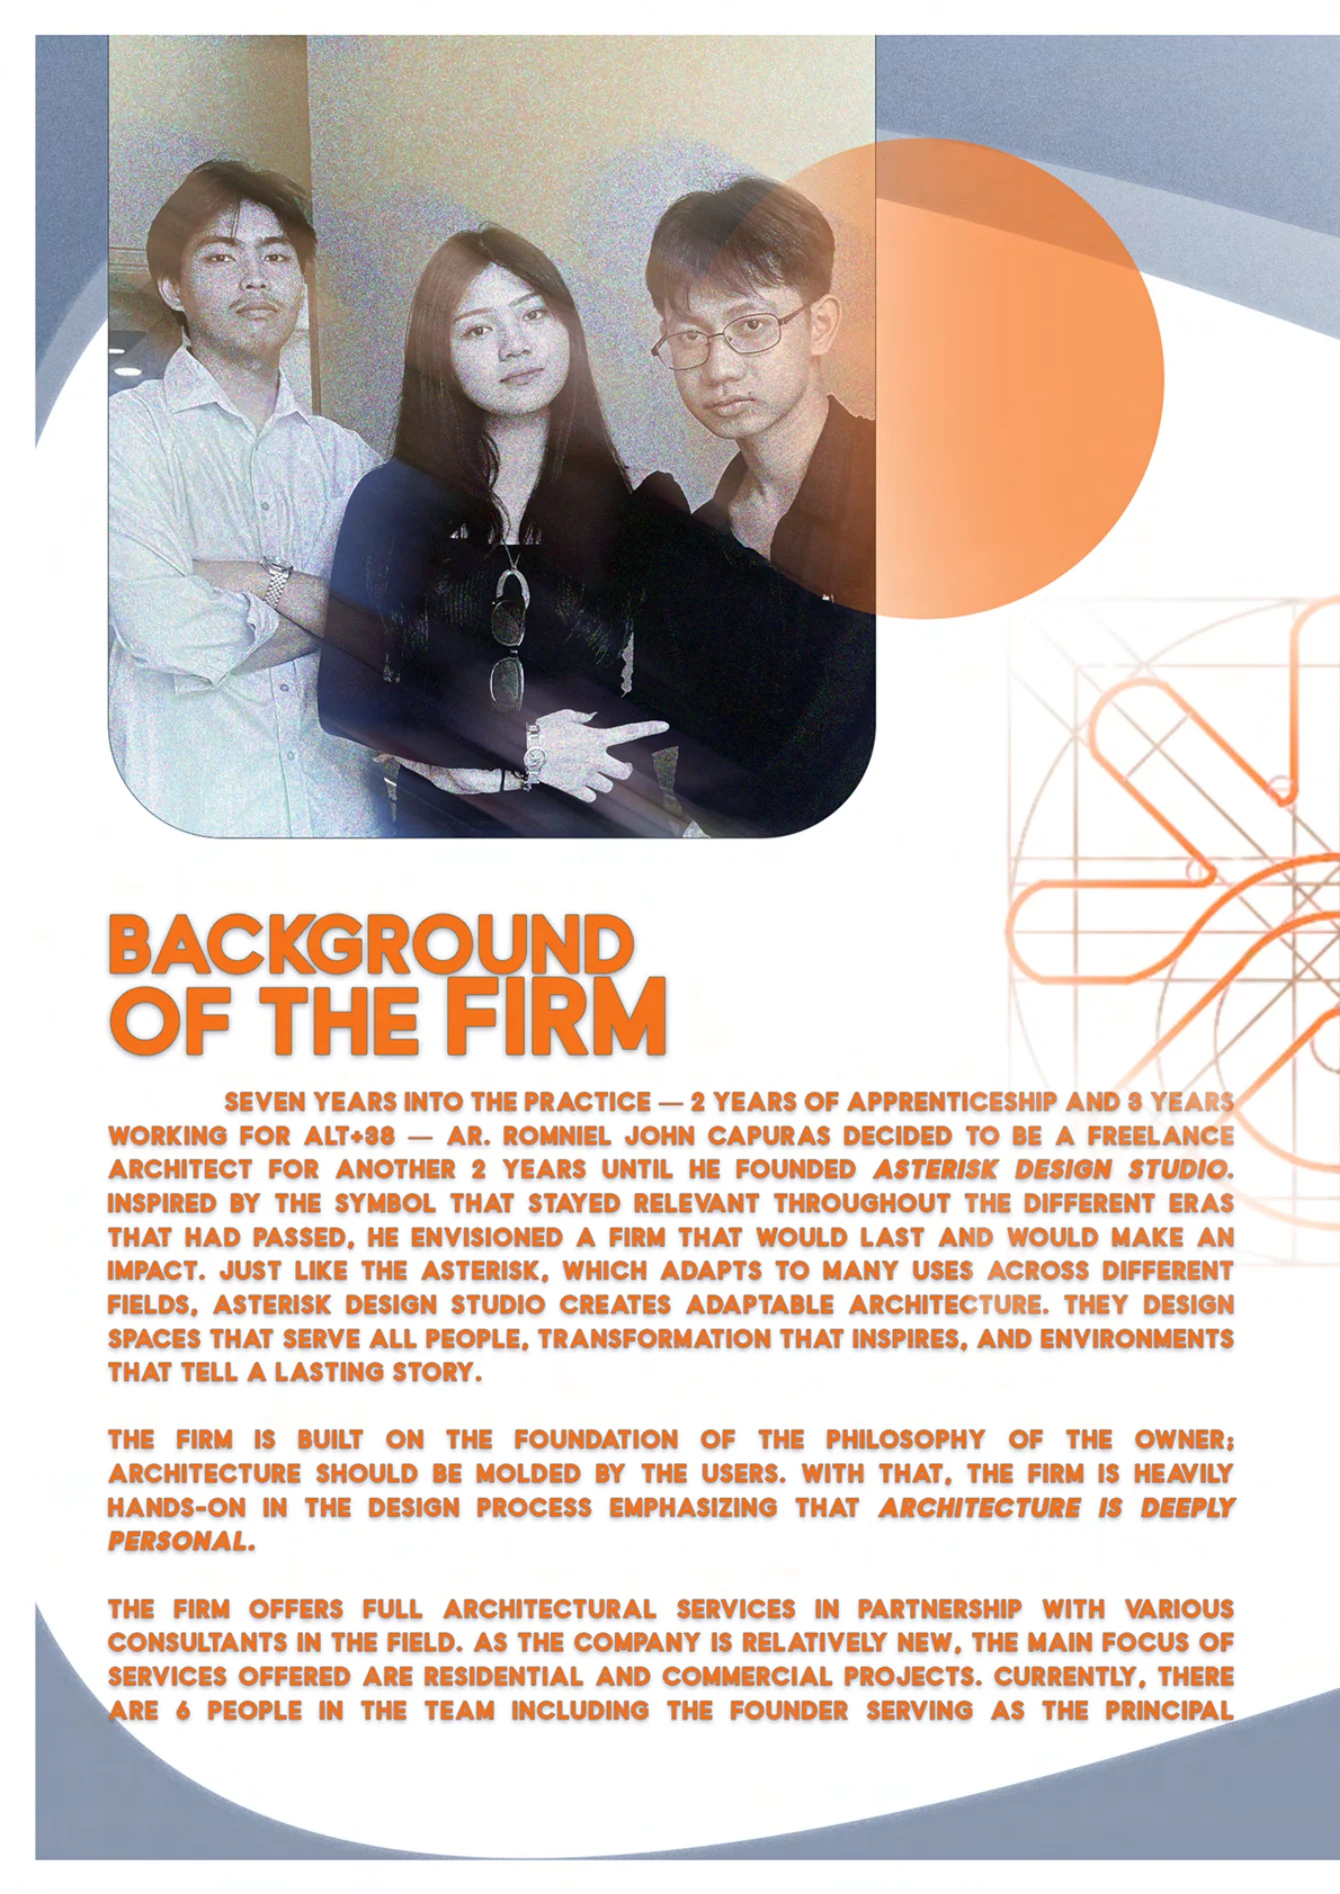 BACKGROUND
OF THE FIRM
SEVEN YEARS INTO THE PRACTICE — 2 YEARS OF APPRENTICESHIP AND 3 YEARS
WORKING FOR ALT+38 — AR. ROMNIEL JOHN CAPURAS DECIDED TO BE A FREELANCE
ARCHITECT FOR ANOTHER 2 YEARS UNTIL HE FOUNDED ASTERISK DESIGN STUDIO.
INSPIRED BY THE SYMBOL THAT STAYED RELEVANT THROUGHOUT THE DIFFERENT ERAS
THAT HAD PASSED, HE ENVISIONED A FIRM THAT WOULD LAST AND WOULD MAKE AN
IMPACT. JUST LIKE THE ASTERISK, WHICH ADAPTS TO MANY USES ACROSS DIFFERENT
FIELDS, ASTERISK DESIGN STUDIO CREATES ADAPTABLE ARCHITECTURE. THEY DESIGN
SPACES THAT SERVE ALL PEOPLE, TRANSFORMATION THAT INSPIRES, AND ENVIRONMENTS
THAT TELL A LASTING STORY.
THE FIRM IS BUILT ON THE FOUNDATION OF THE PHILOSOPHY OF THE OWNER;
ARCHITECTURE SHOULD BE MOLDED BY THE USERS. WITH THAT, THE FIRM IS HEAVILY
HANDS-ON IN THE DESIGN PROCESS EMPHASIZING THAT ARCHITECTURE IS DEEPLY
PERSONAL.
THE FIRM OFFERS FULL ARCHITECTURAL SERVICES IN PARTNERSHIP WITH VARIOUS
CONSULTANTS IN THE FIELD. AS THE COMPANY IS RELATIVELY NEW, THE MAIN FOCUS OF
SERVICES OFFERED ARE RESIDENTIAL AND COMMERCIAL PROJECTS. CURRENTLY, THERE
ARE 6 PEOPLE IN THE TEAM INCLUDING THE FOUNDER SERVING AS THE PRINCIPAL